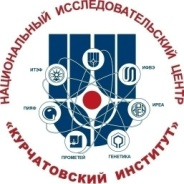 НАЦИОНАЛЬНЫЙ ИССЛЕДОВАТЕЛЬСКИЙ ЦЕНТР
ИТЭФ
ИФВЭ
ПИЯФ
ИРЕА
ПРОМЕТЕЙ
ГЕНЕТИКА
«КУРЧАТОВСКИЙ ИНСТИТУТ»